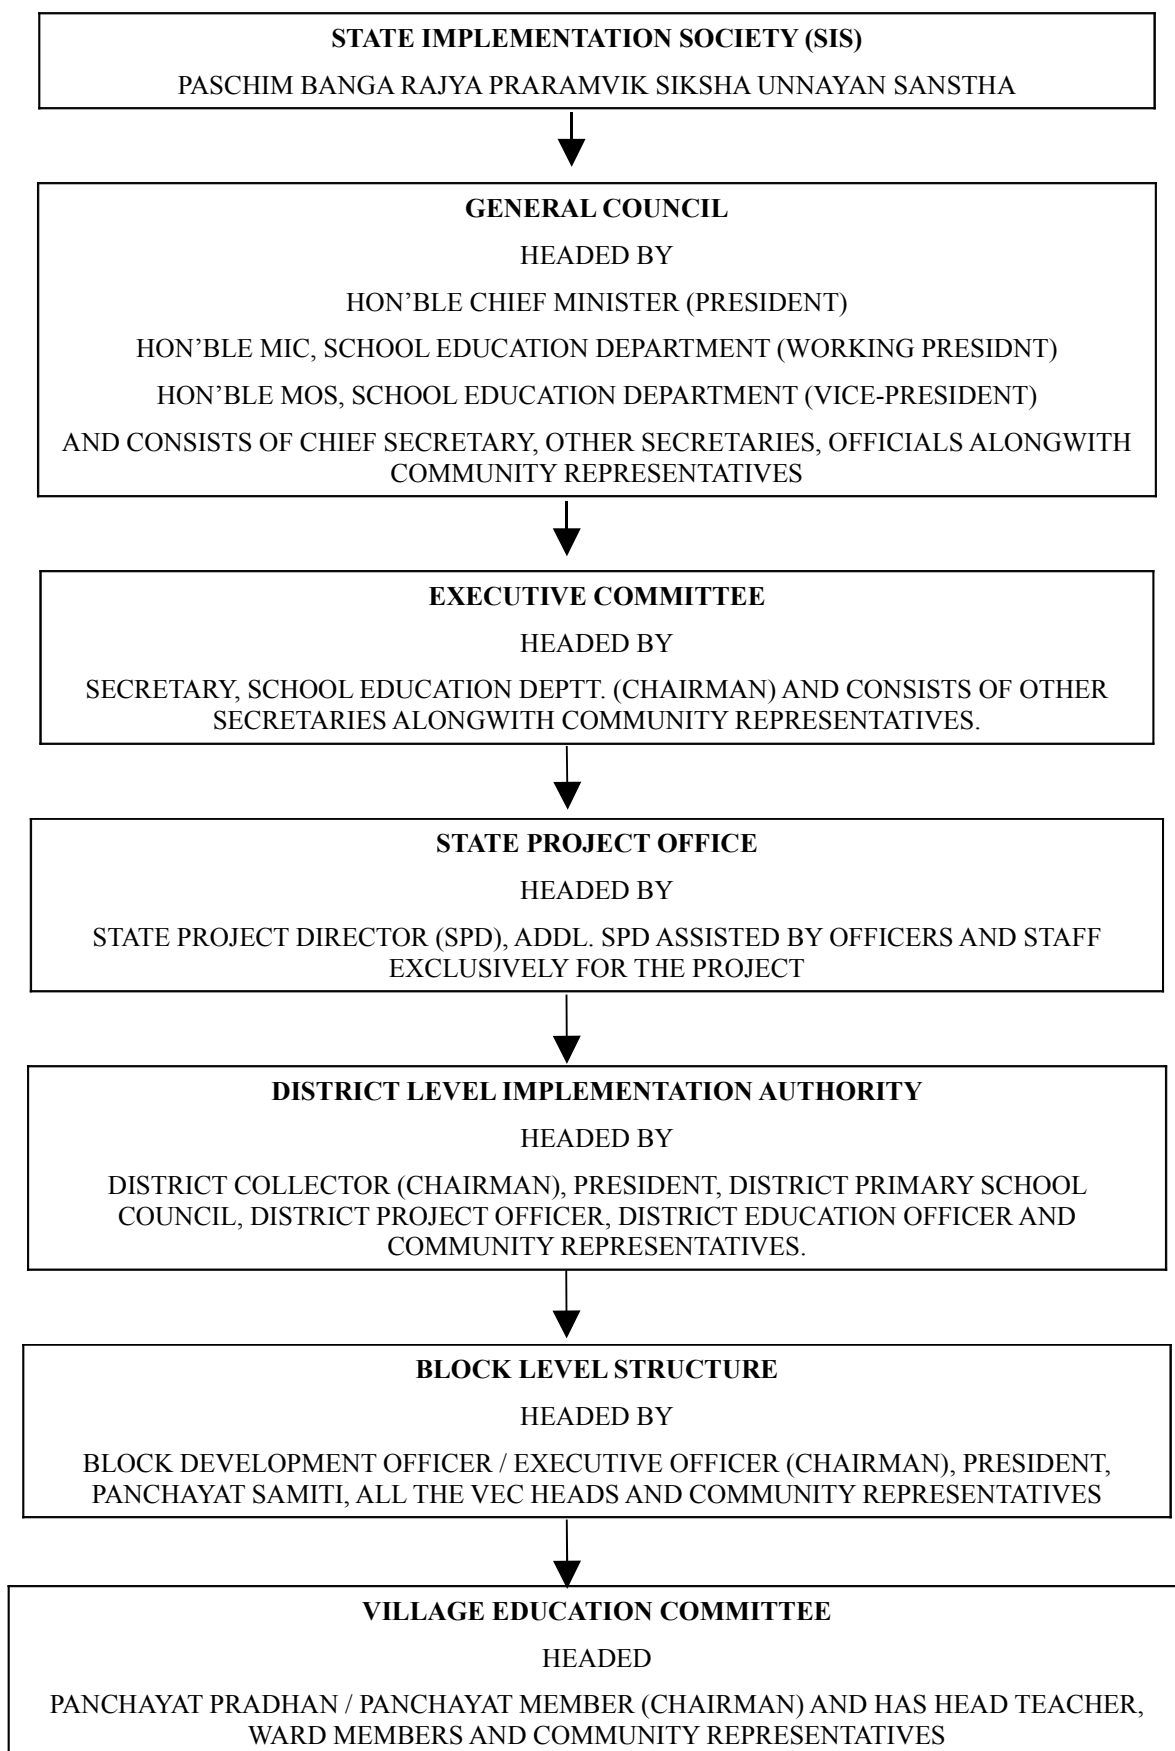 STATE IMPLEMENTATION SOCIETY (SIS)
PASCHIM BANGA RAJYA PRARAMVIK SIKSHA UNNAYAN SANSTHA
GENERAL COUNCIL
HEADED BY
HON’BLE CHIEF MINISTER (PRESIDENT)
HON’BLE MIC, SCHOOL EDUCATION DEPARTMENT (WORKING PRESIDNT)
HON’BLE MOS, SCHOOL EDUCATION DEPARTMENT (VICE-PRESIDENT)
AND CONSISTS OF CHIEF SECRETARY, OTHER SECRETARIES, OFFICIALS ALONGWITH
COMMUNITY REPRESENTATIVES
EXECUTIVE COMMITTEE
HEADED BY
SECRETARY, SCHOOL EDUCATION DEPTT. (CHAIRMAN) AND CONSISTS OF OTHER
SECRETARIES ALONGWITH COMMUNITY REPRESENTATIVES.
STATE PROJECT OFFICE
HEADED BY
STATE PROJECT DIRECTOR (SPD), ADDL. SPD ASSISTED BY OFFICERS AND STAFF
EXCLUSIVELY FOR THE PROJECT
DISTRICT LEVEL IMPLEMENTATION AUTHORITY
HEADED BY
DISTRICT COLLECTOR (CHAIRMAN), PRESIDENT, DISTRICT PRIMARY SCHOOL
COUNCIL, DISTRICT PROJECT OFFICER, DISTRICT EDUCATION OFFICER AND
COMMUNITY REPRESENTATIVES.
BLOCK LEVEL STRUCTURE
HEADED BY
BLOCK DEVELOPMENT OFFICER / EXECUTIVE OFFICER (CHAIRMAN), PRESIDENT,
PANCHAYAT SAMITI, ALL THE VEC HEADS AND COMMUNITY REPRESENTATIVES
VILLAGE EDUCATION COMMITTEE
HEADED
PANCHAYAT PRADHAN / PANCHAYAT MEMBER (CHAIRMAN) AND HAS HEAD TEACHER,
WARD MEMBERS AND COMMUNITY REPRESENTATIVES